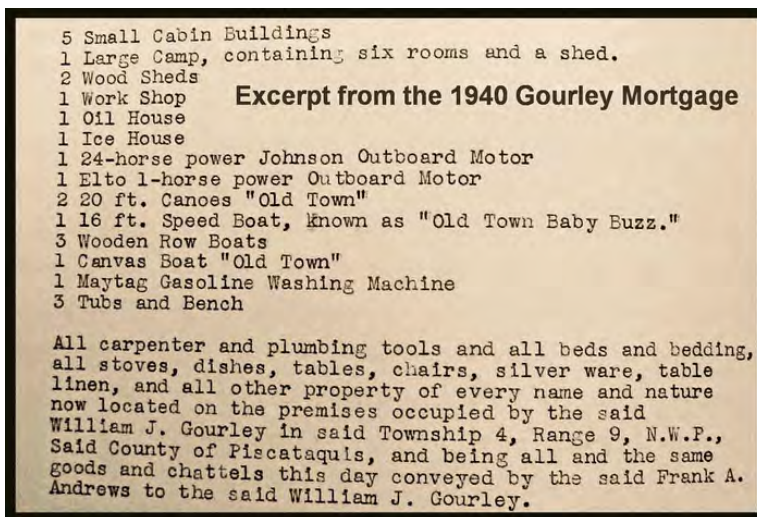 5 Small Cabin Buildings
1 Large Camp, containing six rooms and a shed.
2 Wood Sheds
1 Work Shop
Excerpt from the 1940 Gourley Mortgage
1 Oil House
1 Ice House
1 24-horse power Johnson Outboard Motor
1 Elto 1-horse power Outboard Motor
2 20 ft. Canoes "Old Town"
1 16 ft. Speed Boat, known as "Old Town Baby Buzz."
3 Wooden Row Boats
1 Canvas Boat "Old Town"
1 Maytag Gasoline Washing Machine
3 Tubs and Bench
All carpenter and plumbing tools and all beds and bedding,
all stoves, dishes, tables, chairs, silver ware, table
linen, and all other property of every name and nature
now located on the premises occupied by the said
William J. Gourley in said Township 4, Range 9, N.W.P.,
Said County of Piscataquis, and being all and the same
goods and chattels this day conveyed by the said Frank A.
Andrews to the said William J. Gourley.